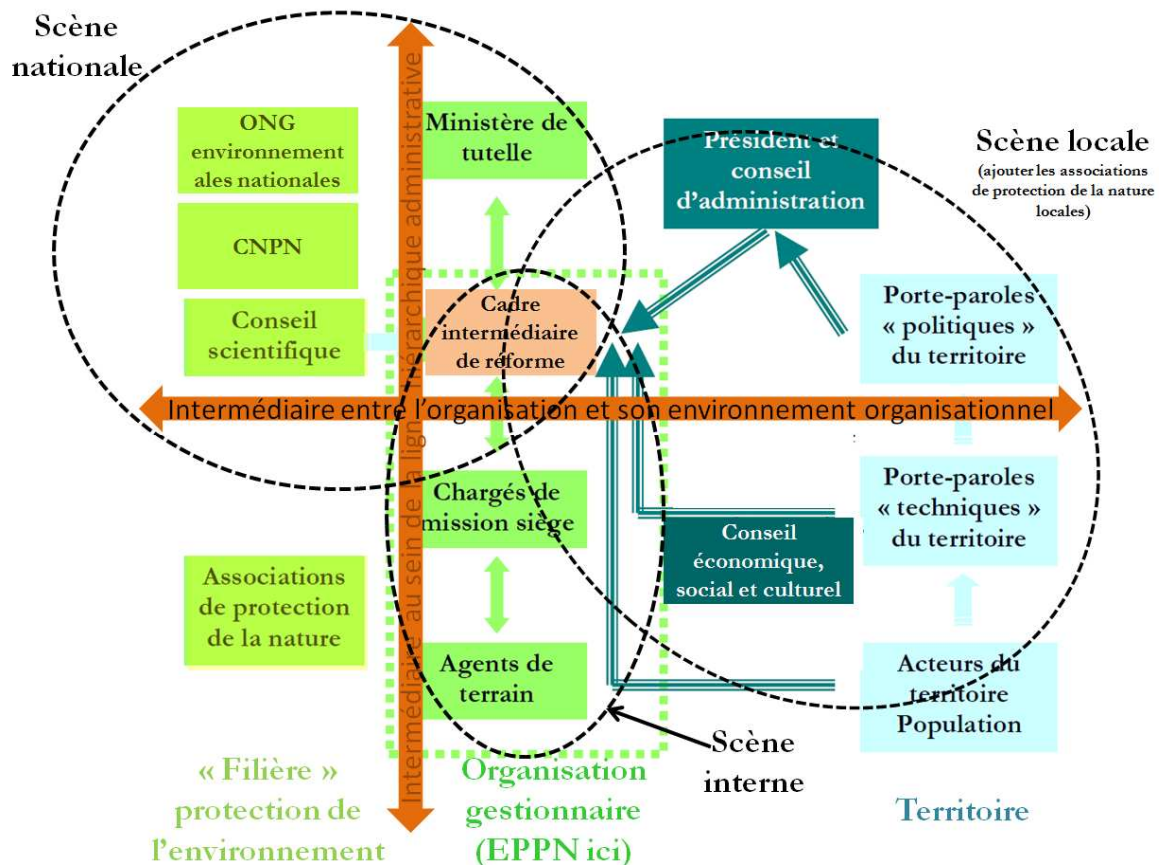 Scène
nationale
ONG
environnement
ales nationales
CNPN
Conseil
scientifique
Associations
de protection
de la nature
Ministère de
tutelle
Cadre
intermédiaire
de réforme
Chargés de
mission siège
Agents de
terrain
Président et
conseil
d'administration
Scène locale
(ajouter les associations
de protection de la nature
locales)
Porte-paroles
« politiques »
du territoire
Intermédiaire entre l'organisation et son environnement organisationnel
Intermédiaire au sein de la ligne hiérarchique administrative
Porte-paroles
« techniques »
du territoire
Conseil
économique,
social et culturel
Acteurs du
territoire
Population
Scène
interne
« Filière »
protection de
l'environnement
Organisation
gestionnaire
(EPPN ici)
Territoire